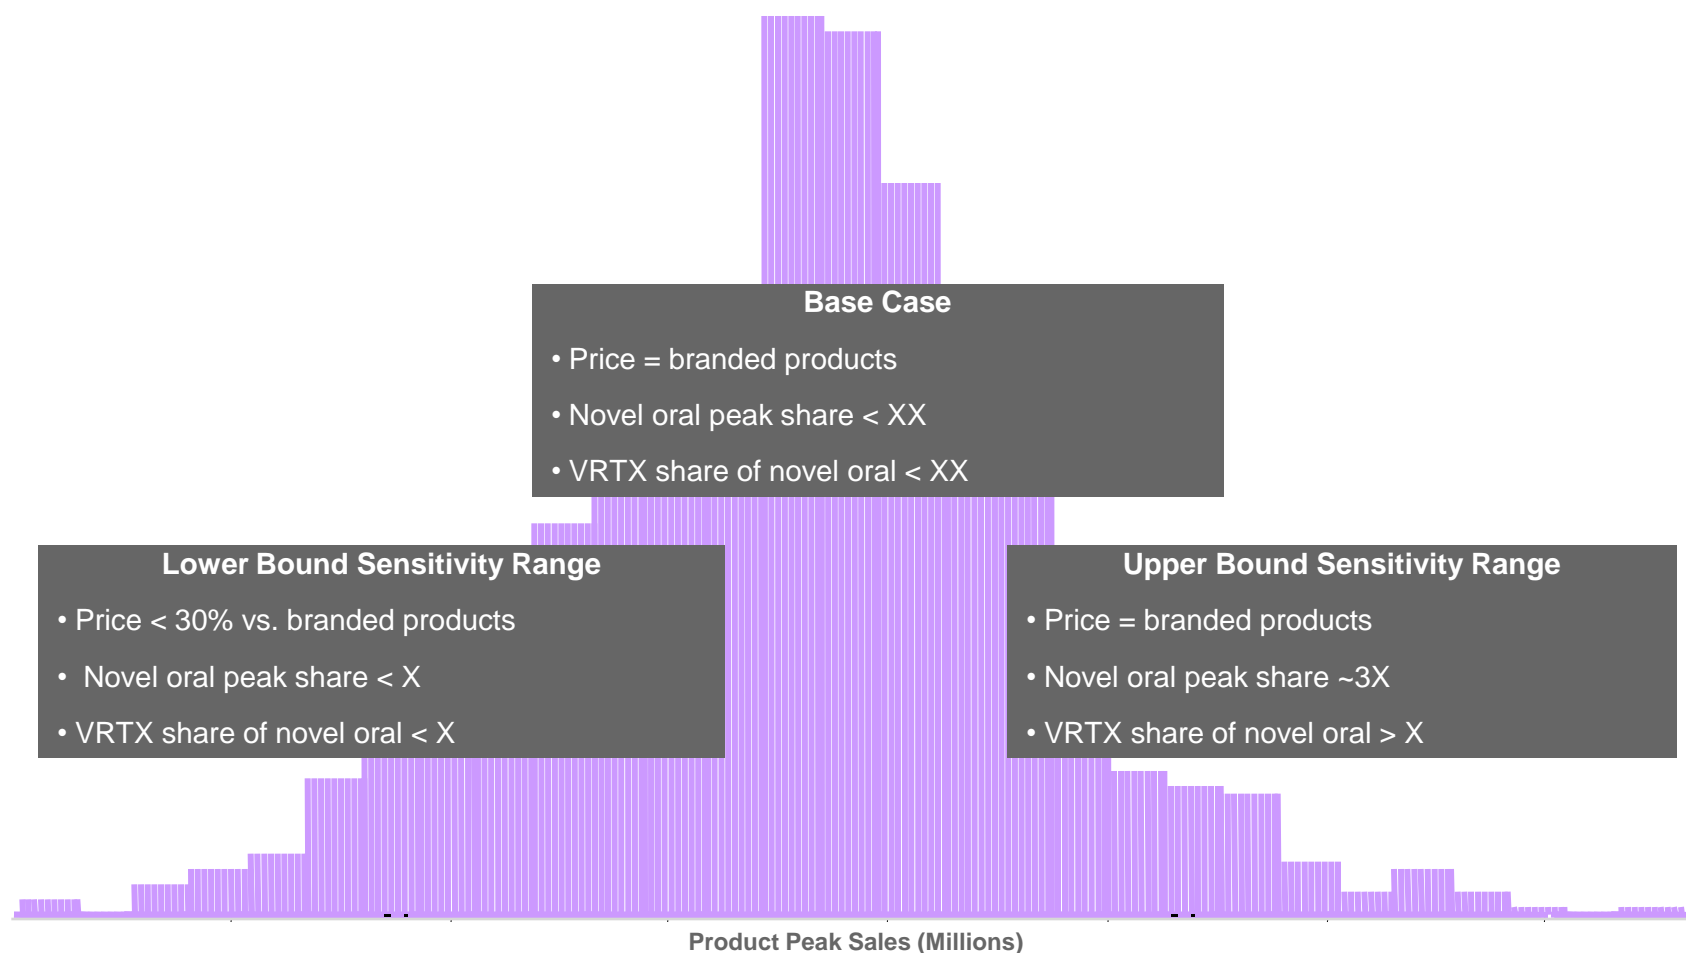 Base Case
• Price = branded products
• Novel oral peak share < XX
• VRTX share of novel oral < XX
Lower Bound Sensitivity Range
• Price < 30% vs. branded products
• Novel oral peak share < X
• VRTX share of novel oral < X
Upper Bound Sensitivity Range
• Price = branded products
• Novel oral peak share ~3X
• VRTX share of novel oral > X
Product Peak Sales (Millions)